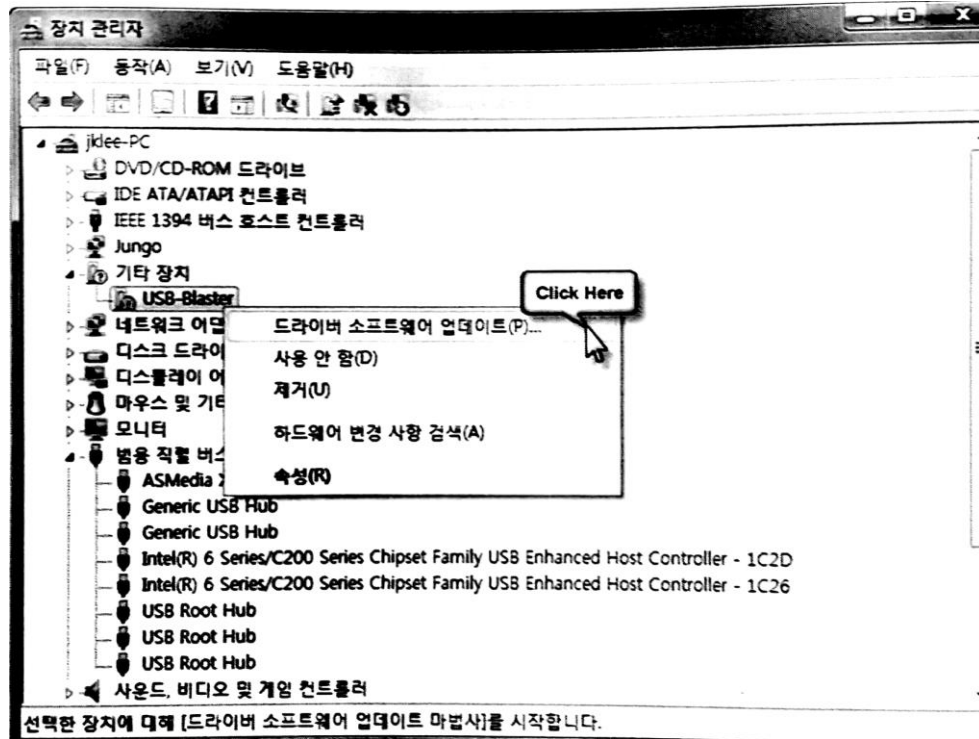 장치 관리자
파일(F) 동작(A) 보기(V) 도움말(H)
jklee-PC
DVD/CD-ROM 드라이브
IDE ATA/ATAPI 컨트롤러
IEEE 1394 버스 호스트 컨트롤러
Jungo
기타 장치
USB-Blaster
Click Here
네트워크 어댑
드라이버 소프트웨어 업데이트(P)...
디스크 드라이
사용 안 함(D)
디스플레이 어
제거(U)
마우스 및 기타
모니터
하드웨어 변경 사항 검색(A)
범용 직렬 버스
속성(R)
ASMedia
Generic USB Hub
Generic USB Hub
Intel(R) 6 Series/C200 Series Chipset Family USB Enhanced Host Controller - 1C2D
Intel(R) 6 Series/C200 Series Chipset Family USB Enhanced Host Controller - 1C26
USB Root Hub
USB Root Hub
USB Root Hub
사운드, 비디오 및 게임 컨트롤러
선택한 장치에 대해 [드라이버 소프트웨어 업데이트 마법사]를 시작합니다.